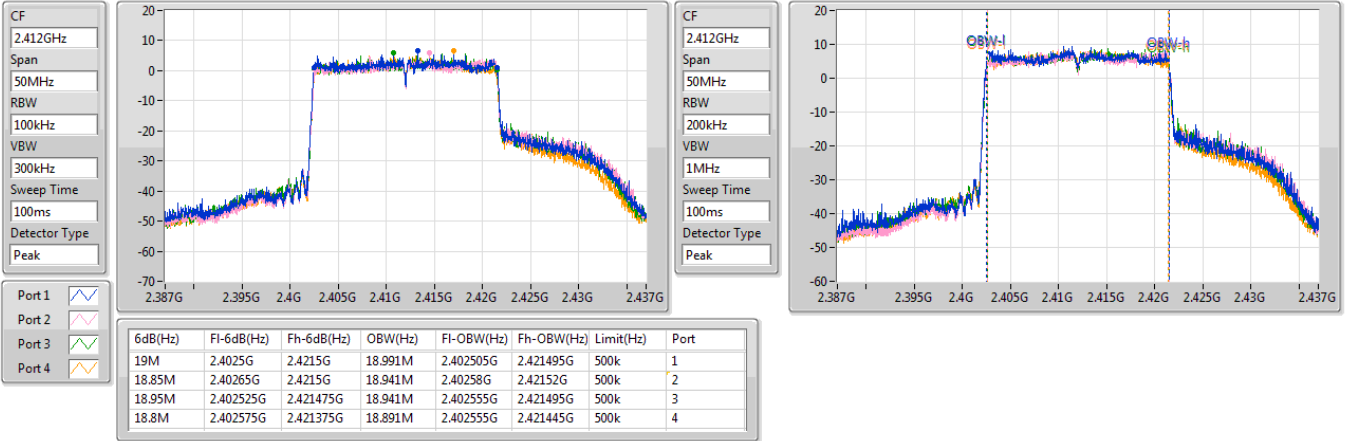 CF
2.412GHz
Span
50MHz
RBW
100kHz
VBW
300kHz
Sweep Time
100ms
Detector Type
Peak
20
10
0
-10
-20
-30
-40
-50
-60
-70
2.387G 2.395G 2.4G 2.405G 2.41G 2.415G 2.42G 2.425G 2.43G 2.437G
CF
2.412GHz
Span
50MHz
RBW
200kHz
VBW
1MHz
Sweep Time
100ms
Detector Type
Peak
20
10
0
-10
-20
-30
-40
-50
-60
OBW-l OBW-h
2.387G 2.395G 2.4G 2.405G 2.41G 2.415G 2.42G 2.425G 2.43G 2.437G
Port 1
Port 2
Port 3
Port 4
6dB(Hz) Fl-6dB(Hz) Fh-6dB(Hz) OBW(Hz) Fl-OBW(Hz) Fh-OBW(Hz) Limit(Hz) Port
19M 2.4025G 2.4215G 18.991M 2.402505G 2.421495G 500k 1
18.85M 2.40265G 2.4215G 18.941M 2.40258G 2.42152G 500k 2
18.95M 2.402525G 2.421475G 18.941M 2.402555G 2.421495G 500k 3
18.8M 2.402575G 2.421375G 18.891M 2.402555G 2.421445G 500k 4